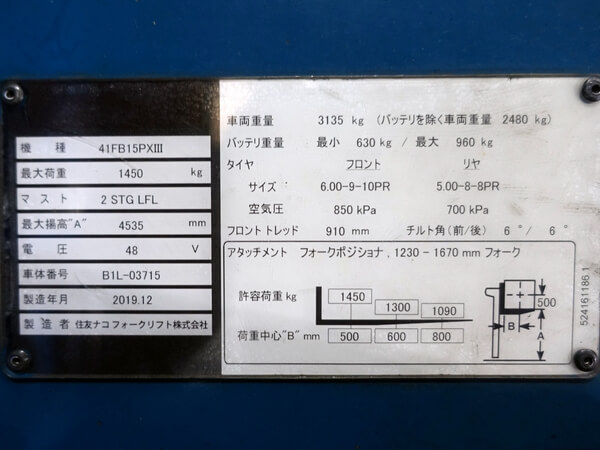 機 種 41FB15PXIII
最大荷重 1450 kg
マスト 2 STG LFL
最大揚高"A" 4535 mm
電 圧 48 V
車体番号 B1L-03715
製造年月 2019.12
製造者 住友ナコ フォークリフト株式会社
車両重量 3135 kg (バッテリを除く車両重量 2480 kg)
バッテリ重量 最小 630 kg / 最大 960 kg
タイヤ フロント リヤ
サイズ 6.00-9-10PR 5.00-8-8PR
空気圧 850 kPa 700 kPa
フロントトレッド 910 mm チルト角(前/後) 6 °/ 6 °
アタッチメント フォークポジショナ, 1230 - 1670 mm フォーク
許容荷重 kg 1450 1300 1090
荷重中心"B" mm 500 600 800
500
B
A
524161186.1